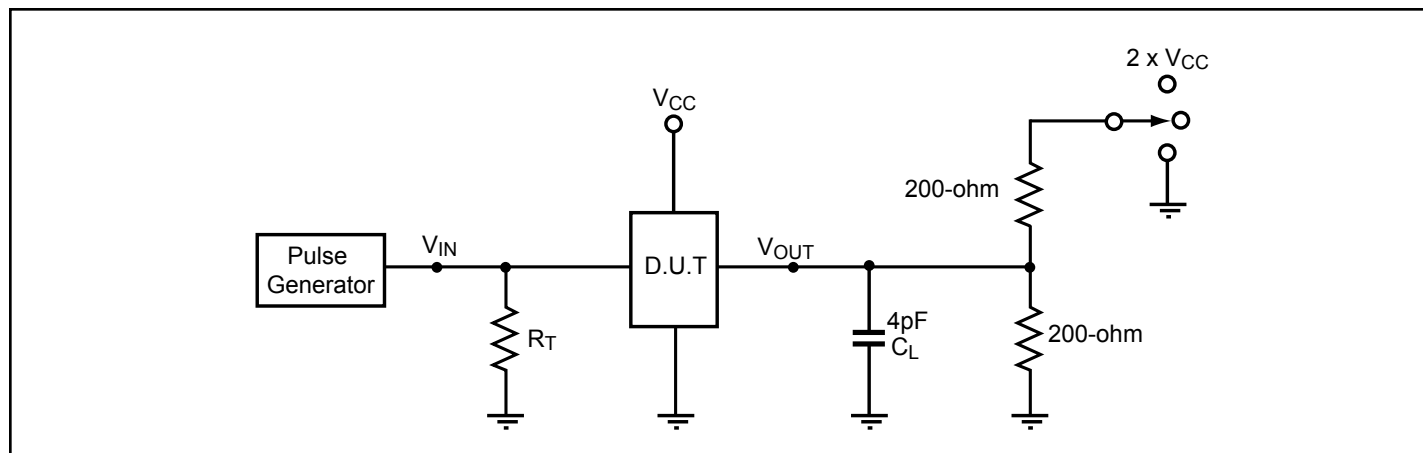 2 x VCC
VCC
200-ohm
Pulse
Generator
VIN
D.U.T
VOUT
RT
4pF
CL
200-ohm